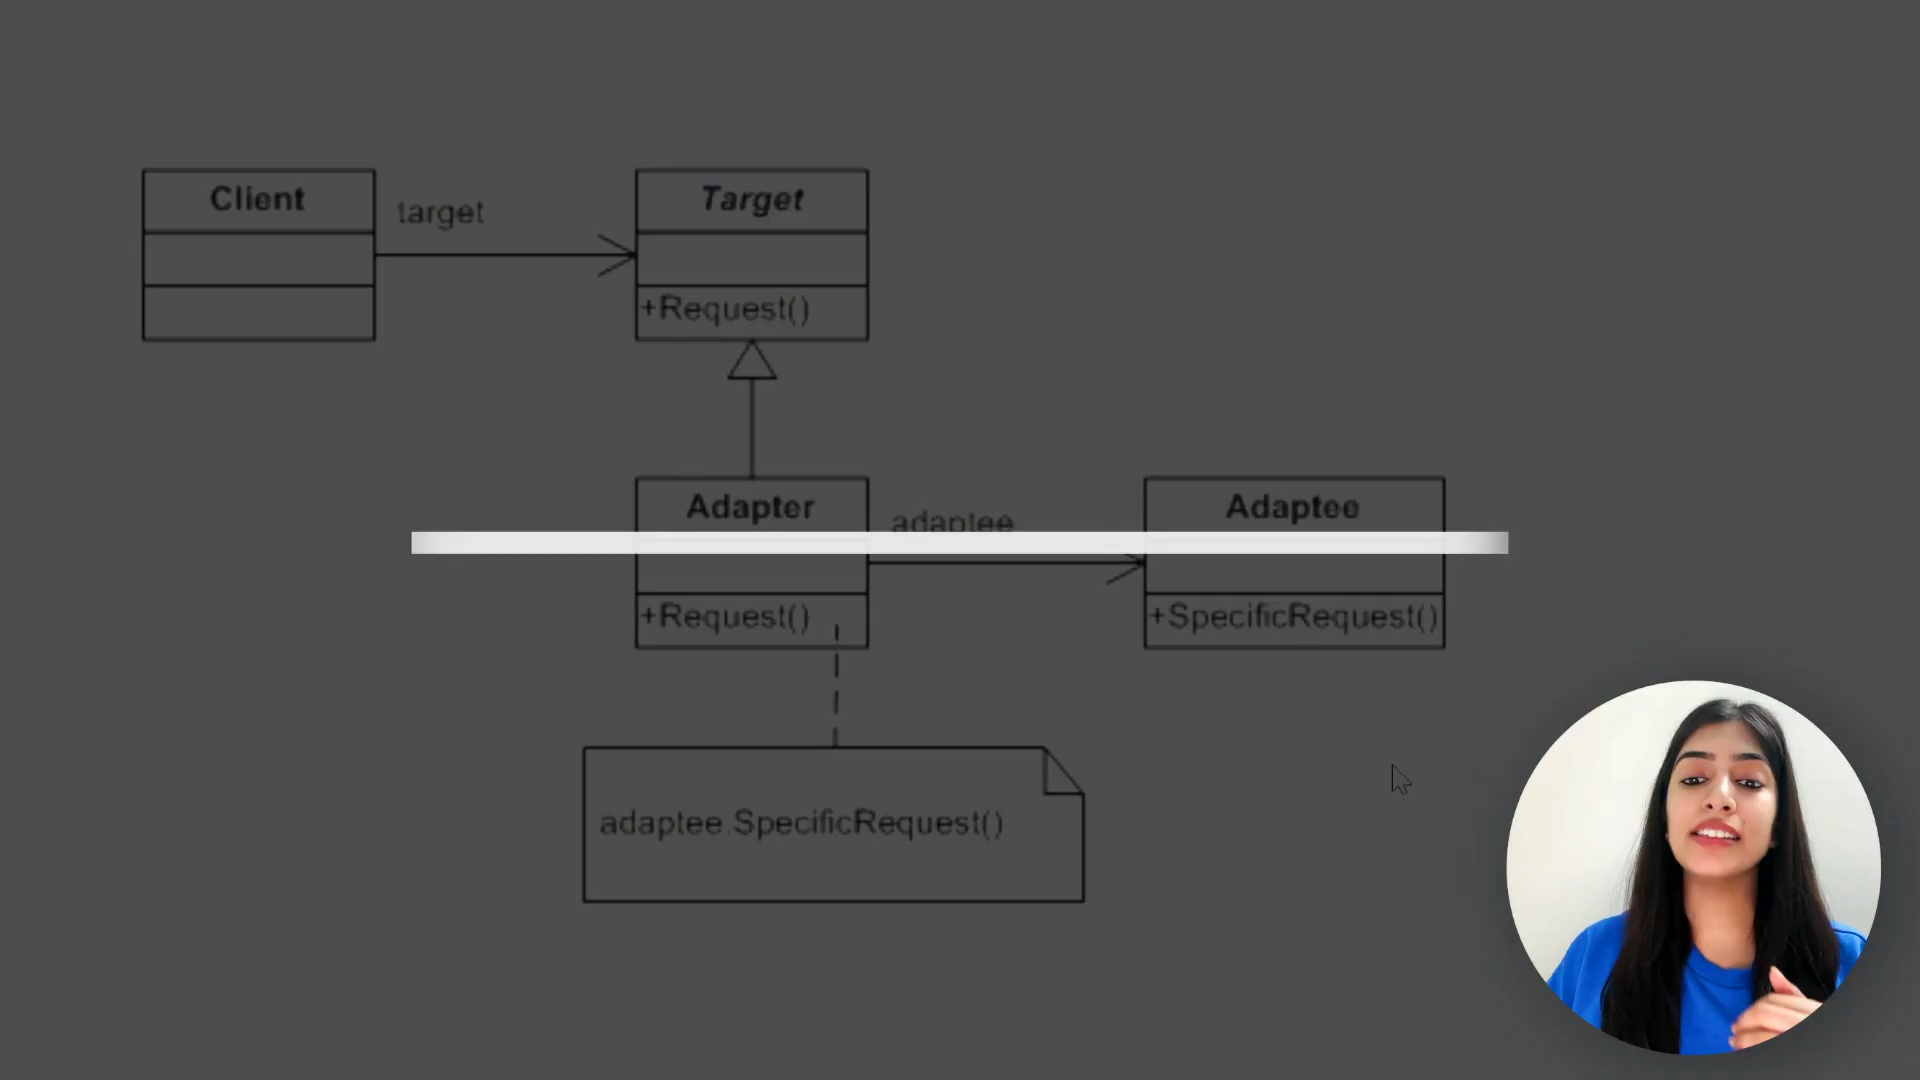 Client
target
Target
+Request()
Adapter
adaptee
Adaptee
+Request()
+SpecificRequest()
adaptee.SpecificRequest()